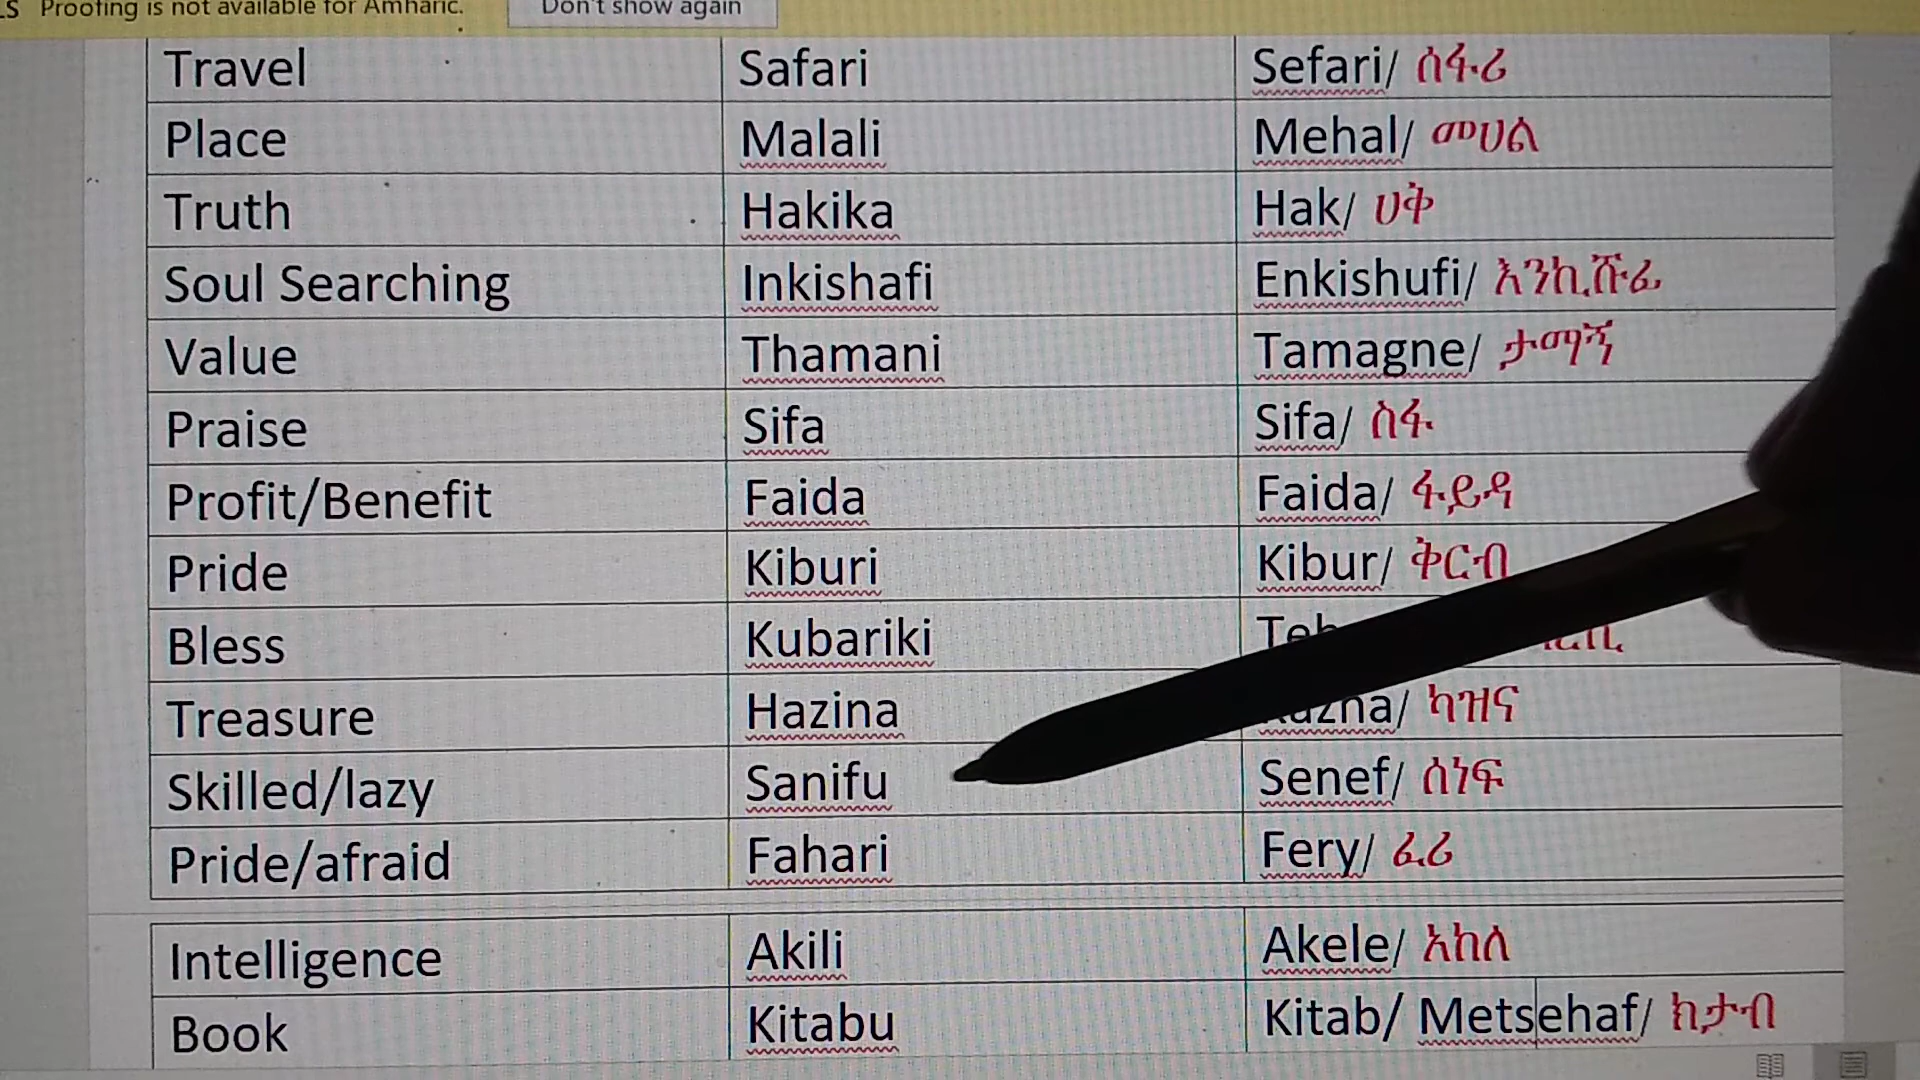 Proofing is not available for Amharic. Don't show again
Travel Safari Sefari/ ሰፋሪ
Place Malali Mehal/ መሀል
Truth Hakika Hak/ ሀቅ
Soul Searching Inkishafi Enkishufi/ እንኪሹፊ
Value Thamani Tamagne/ ታማኝ
Praise Sifa Sifa/ ስፋ
Profit/Benefit Faida Faida/ ፋይዳ
Pride Kiburi Kibur/ ቅርብ
Bless Kubariki
Treasure Hazina ካዝና
Skilled/lazy Sanifu Senef/ ሰነፍ
Pride/afraid Fahari Fery/ ፈሪ
Intelligence Akili Akele/ አከለ
Book Kitabu Kitab/ Metsehaf/ ክታብ